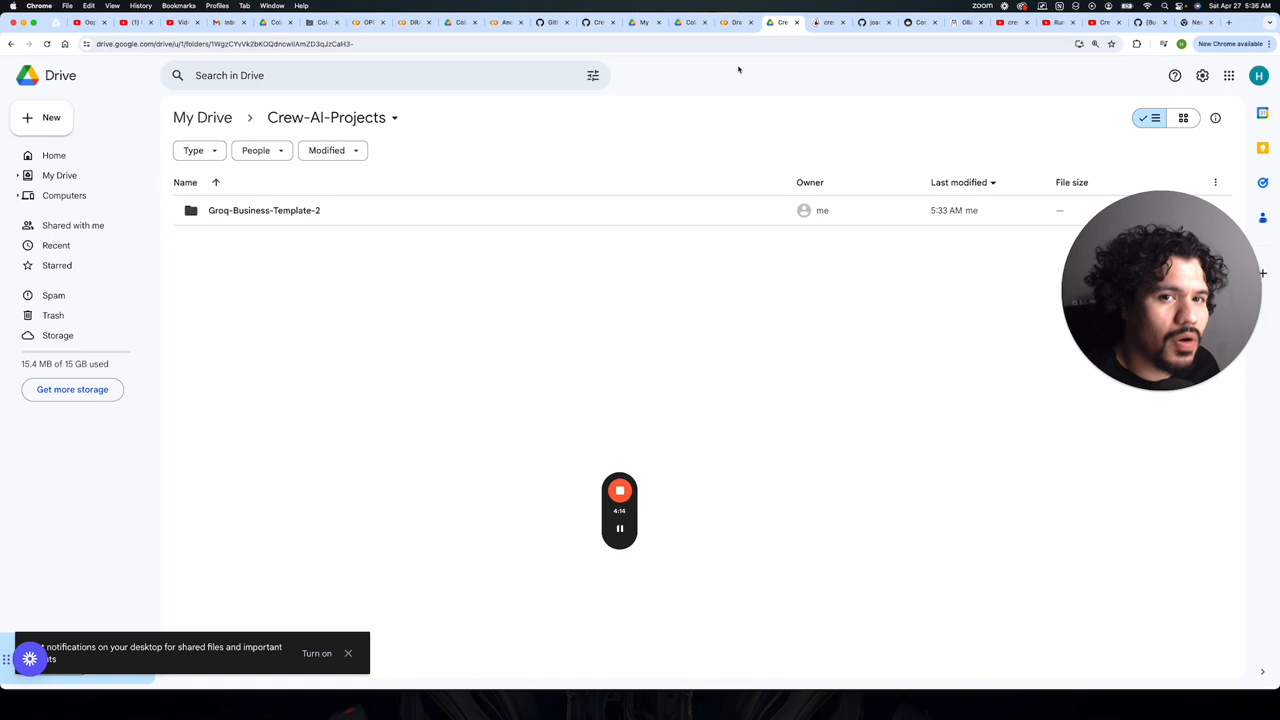 Chrome File Edit View History Bookmarks Profiles Tab Window Help
zoom Sat Apr 27 5:36 AM
drive.google.com/drive/u/1/folders/1WgzCYvVk2bKOQdncwIlAmZD3qJzCaH3-
New Chrome available
Drive
Search in Drive
H
New
My Drive Crew-AI-Projects
Type People Modified
Name Owner Last modified File size
Groq-Business-Template-2 me 5:33 AM me —
Home
My Drive
Computers
Shared with me
Recent
Starred
Spam
Trash
Storage
15.4 MB of 15 GB used
Get more storage
4:14
notifications on your desktop for shared files and important
Turn on